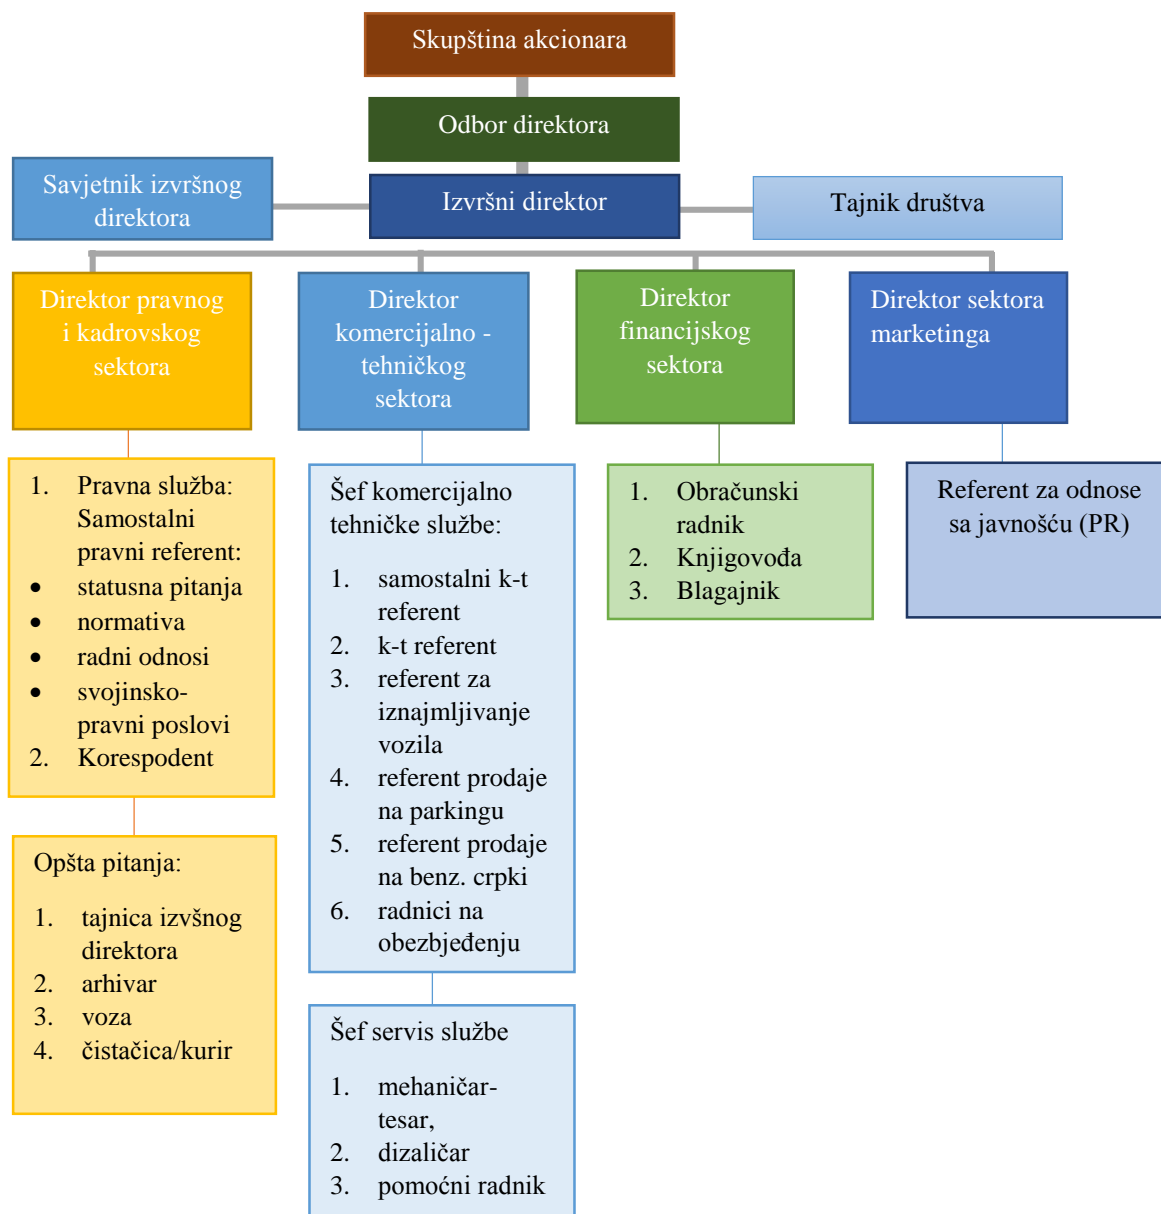 Skupština akcionara
Odbor direktora
Savjetnik izvršnog
direktora
Izvršni direktor
Tajnik društva
Direktor pravnog
i kadrovskog
sektora
Direktor
komercijalno -
tehničkog
sektora
Direktor
financijskog
sektora
Direktor sektora
marketinga
1. Pravna služba:
Samostalni
pravni referent:
• statusna pitanja
• normativa
• radni odnosi
• svojinsko-
pravni poslovi
2. Korespodent
Opšta pitanja:
1. tajnica izvšnog
direktora
2. arhivar
3. voza
4. čistačica/kurir
Šef komercijalno
tehničke službe:
1. samostalni k-t
referent
2. k-t referent
3. referent za
iznajmljivanje
vozila
4. referent prodaje
na parkingu
5. referent prodaje
na benz. crpki
6. radnici na
obezbjeđenju
Šef servis službe
1. mehaničar-
tesar,
2. dizaličar
3. pomoćni radnik
1. Obračunski
radnik
2. Knjigovođa
3. Blagajnik
Referent za odnose
sa javnošću (PR)